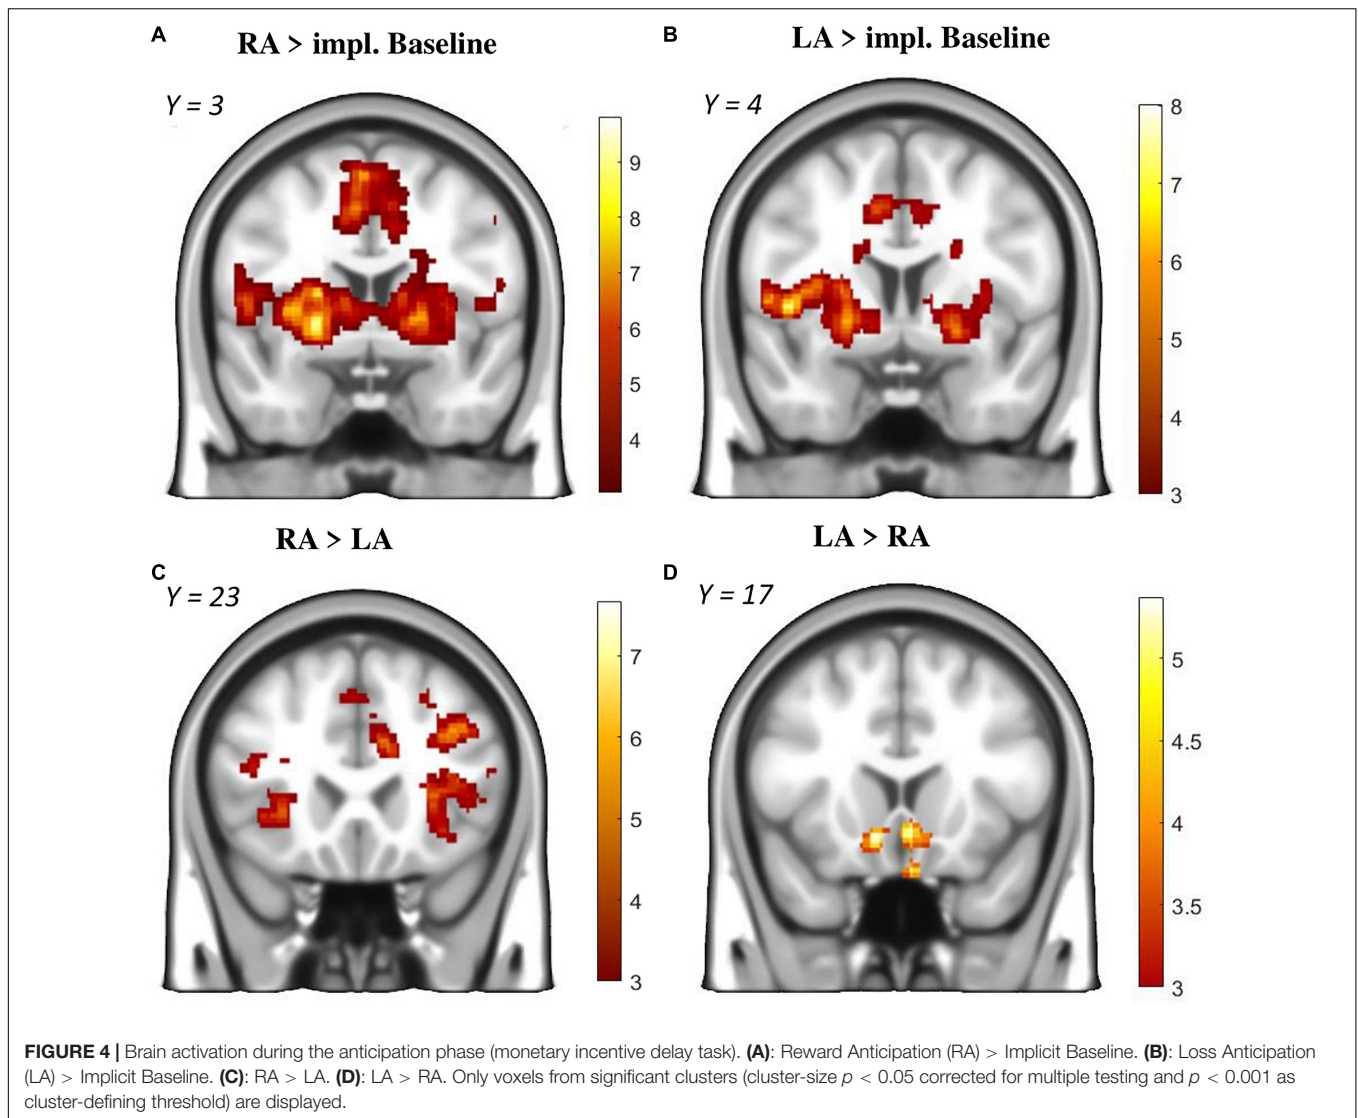 A
RA > impl. Baseline
Y = 3
9
8
7
6
5
4
B
LA > impl. Baseline
Y = 4
8
7
6
5
4
3
C
RA > LA
Y = 23
7
6
5
4
3
D
LA > RA
Y = 17
5
4.5
4
3.5
3
FIGURE 4 | Brain activation during the anticipation phase (monetary incentive delay task). (A): Reward Anticipation (RA) > Implicit Baseline. (B): Loss Anticipation
(LA) > Implicit Baseline. (C): RA > LA. (D): LA > RA. Only voxels from significant clusters (cluster-size p < 0.05 corrected for multiple testing and p < 0.001 as
cluster-defining threshold) are displayed.